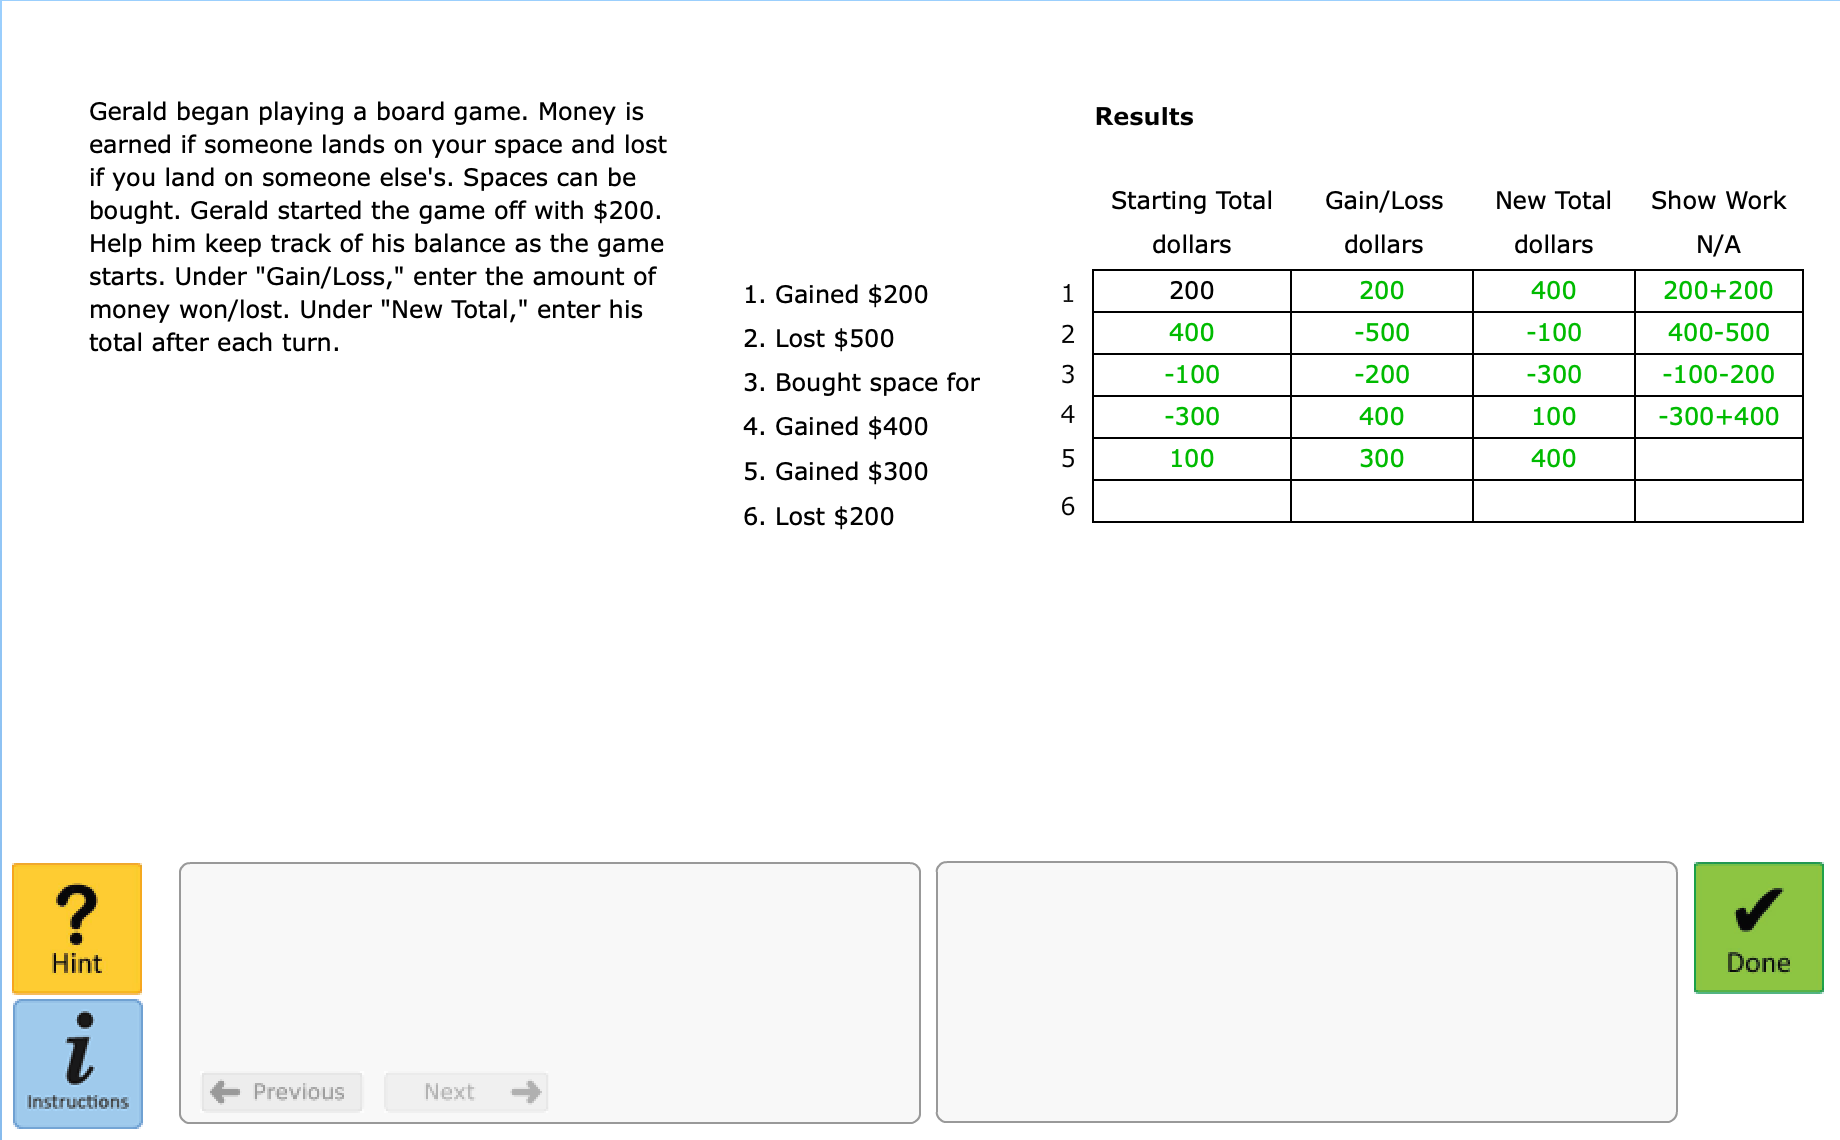 Gerald began playing a board game. Money is
earned if someone lands on your space and lost
if you land on someone else's. Spaces can be
bought. Gerald started the game off with $200.
Help him keep track of his balance as the game
starts. Under "Gain/Loss," enter the amount of
money won/lost. Under "New Total," enter his
total after each turn.
1. Gained $200
2. Lost $500
3. Bought space for
4. Gained $400
5. Gained $300
6. Lost $200
Results
Starting Total Gain/Loss New Total Show Work
dollars dollars dollars N/A
1 200 200 400 200+200
2 400 -500 -100 400-500
3 -100 -200 -300 -100-200
4 -300 400 100 -300+400
5 100 300 400
6
? Hint
i Instructions
Previous Next
Done